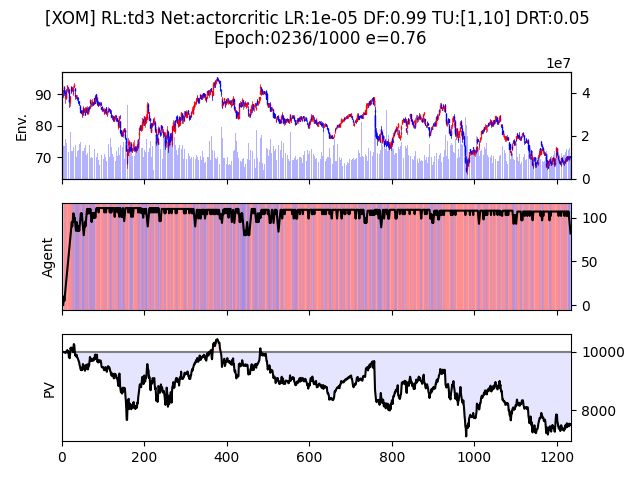 [XOM] RL:td3 Net:actorcritic LR:1e-05 DF:0.99 TU:[1,10] DRT:0.05
Epoch:0236/1000 e=0.76
1e7
Env.
90
80
70
4
2
0
Agent
100
50
0
PV
10000
8000
0 200 400 600 800 1000 1200